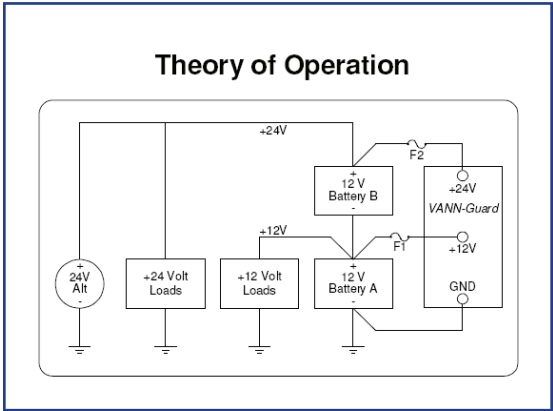 Theory of Operation
+24V
F2
+
12 V
Battery B
-
+24V
VANN-Guard
+12V
F1
+12V
+
24V
Alt
-
+24 Volt
Loads
+12 Volt
Loads
+
12 V
Battery A
-
GND